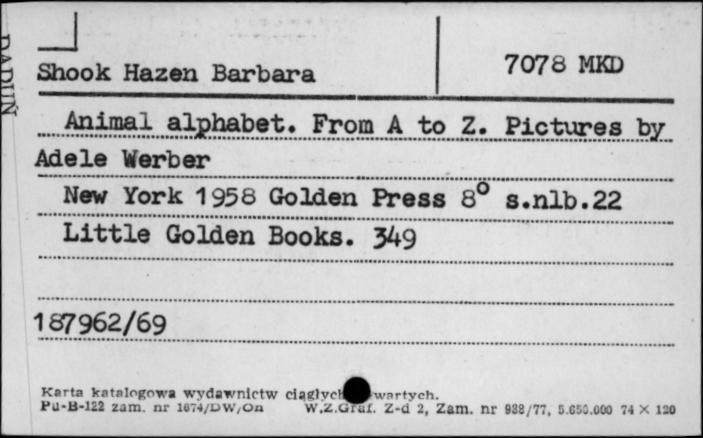 Shook Hazen Barbara
7078 MKD
Animal alphabet. From A to Z. Pictures by
Adele Werber
New York 1958 Golden Press 8° s.nlb.22
Little Golden Books. 349
187962/69
Karta katalogowa wydawnictw
Pu-B-122 zam. nr 1674/DW/On W.Z.Graf. Z-d 2, Zam. nr 988/77, 5.650.000 74 × 120